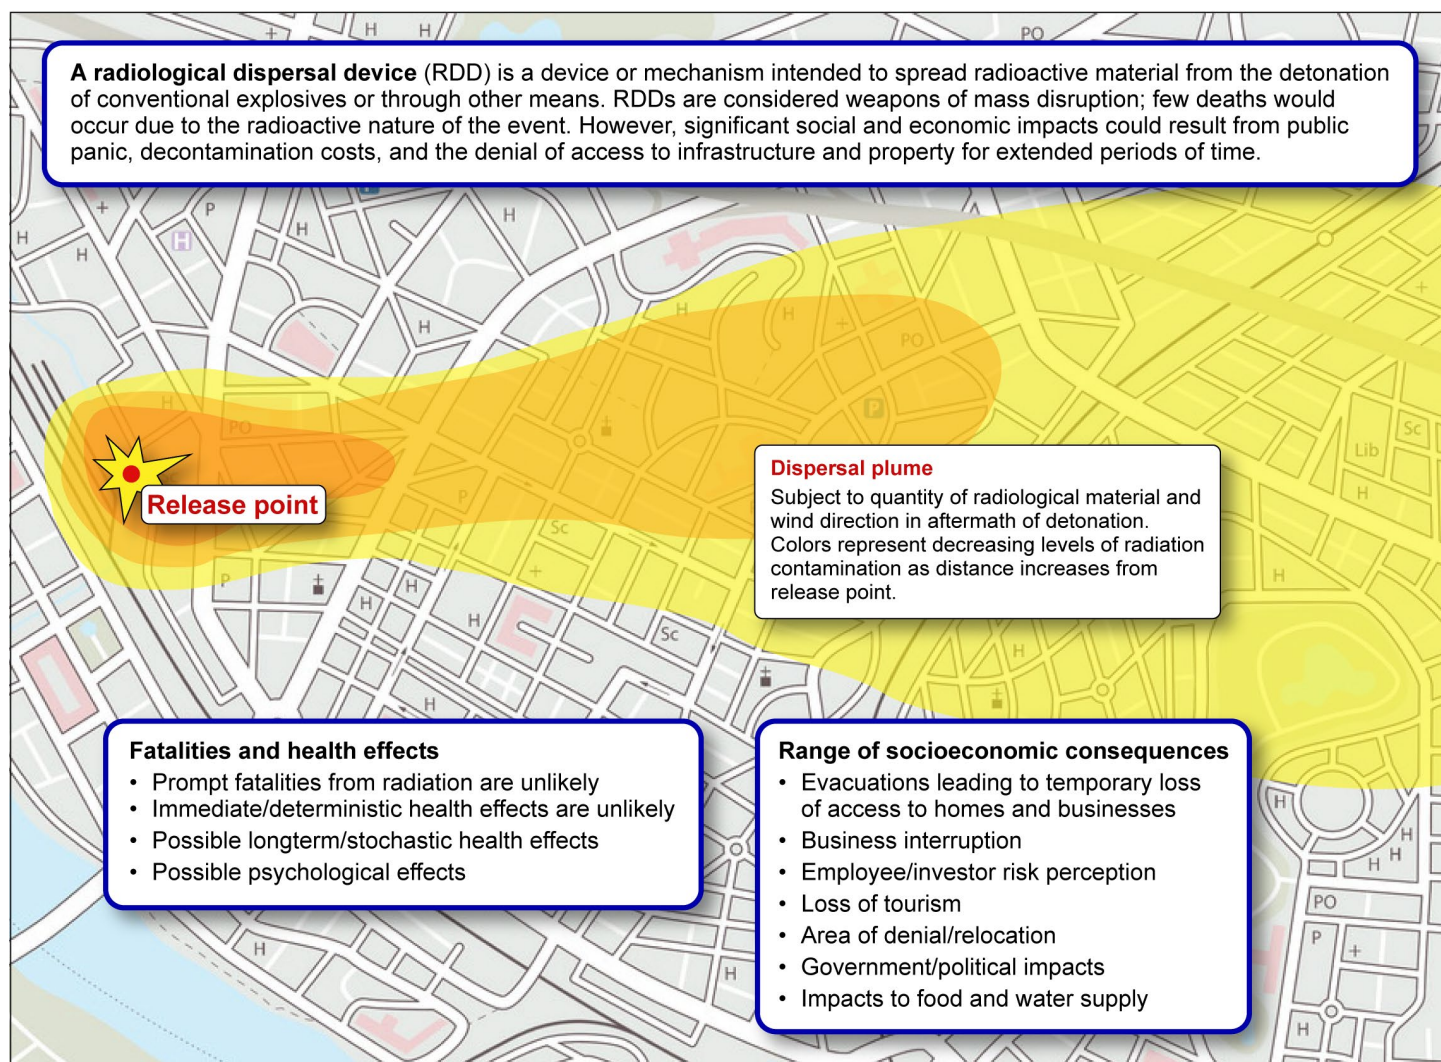 A radiological dispersal device (RDD) is a device or mechanism intended to spread radioactive material from the detonation
of conventional explosives or through other means. RDDs are considered weapons of mass disruption; few deaths would
occur due to the radioactive nature of the event. However, significant social and economic impacts could result from public
panic, decontamination costs, and the denial of access to infrastructure and property for extended periods of time.
Release point
Dispersal plume
Subject to quantity of radiological material and
wind direction in aftermath of detonation.
Colors represent decreasing levels of radiation
contamination as distance increases from
release point.
Fatalities and health effects
• Prompt fatalities from radiation are unlikely
• Immediate/deterministic health effects are unlikely
• Possible longterm/stochastic health effects
• Possible psychological effects
Range of socioeconomic consequences
• Evacuations leading to temporary loss
of access to homes and businesses
• Business interruption
• Employee/investor risk perception
• Loss of tourism
• Area of denial/relocation
• Government/political impacts
• Impacts to food and water supply
H
H
PO
P
H
H
H
H
H
H
H
H
H
PO
P
H
PO
Sc
Lib
H
P
Sc
H
P
H
H
Sc
H
H
H
H
H
H
PO
P
H
H
H